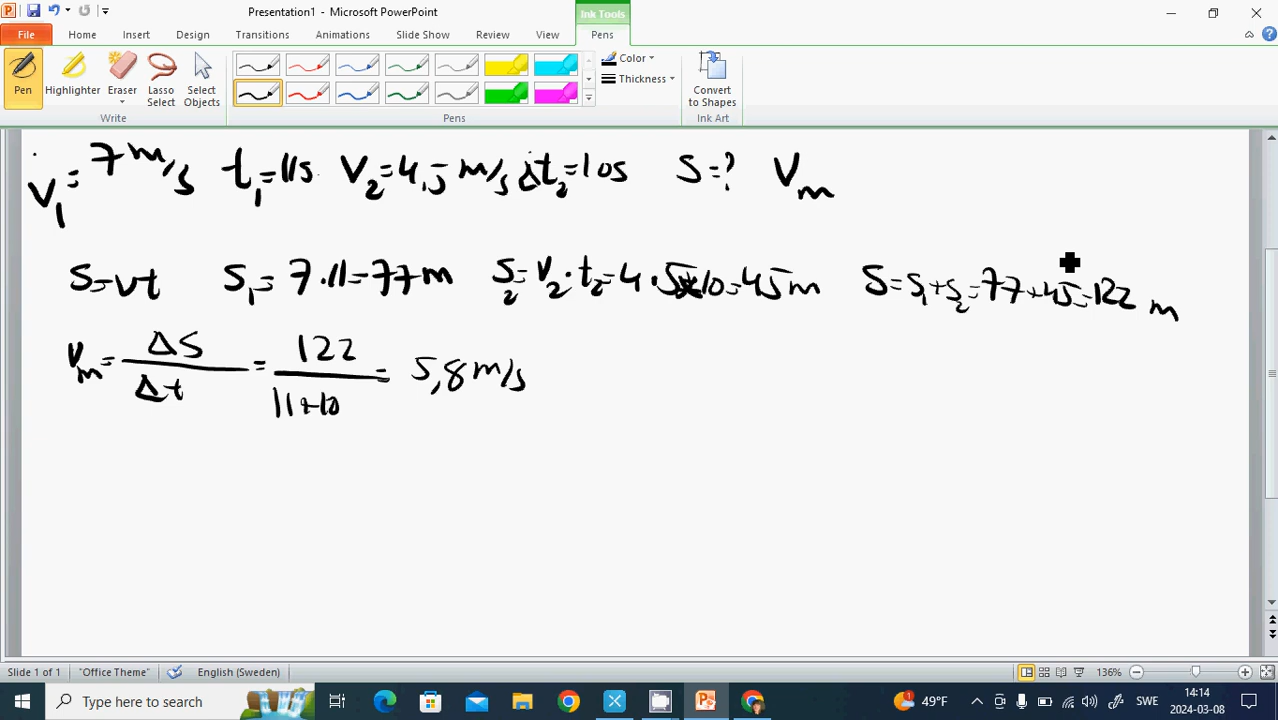 Presentation1 - Microsoft PowerPoint
Ink Tools
File Home Insert Design Transitions Animations Slide Show Review View Pens
Pen Highlighter Eraser Lasso Select Select Objects
Color
Thickness
Convert to Shapes
Write Pens Ink Art
V₁= 7m/s t₁=11s V₂=4,5 m/s Δt₂=10s S=? Vₘ
S=vt S₁=7·11=77m S₂=V₂·t₂=4·5*10=45m S=S₁+S₂=77+45=122 m
Vₘ= ΔS/Δt = 122/11+10 = 5,8m/s
Slide 1 of 1 "Office Theme" English (Sweden) 136%
Type here to search 49°F SWE 14:14
2024-03-08